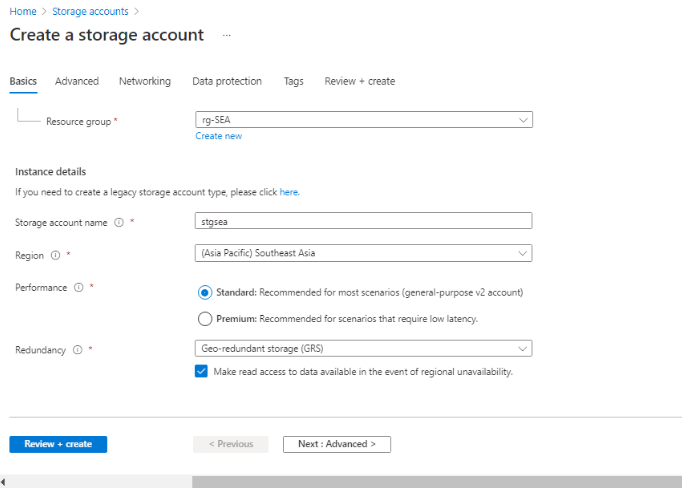 Home > Storage accounts >
Create a storage account ...
Basics Advanced Networking Data protection Tags Review + create
Resource group *
rg-SEA
Create new
Instance details
If you need to create a legacy storage account type, please click here.
Storage account name * stgsea
Region * (Asia Pacific) Southeast Asia
Performance * Standard: Recommended for most scenarios (general-purpose v2 account)
Premium: Recommended for scenarios that require low latency.
Redundancy * Geo-redundant storage (GRS)
Make read access to data available in the event of regional unavailability.
Review + create < Previous Next : Advanced >